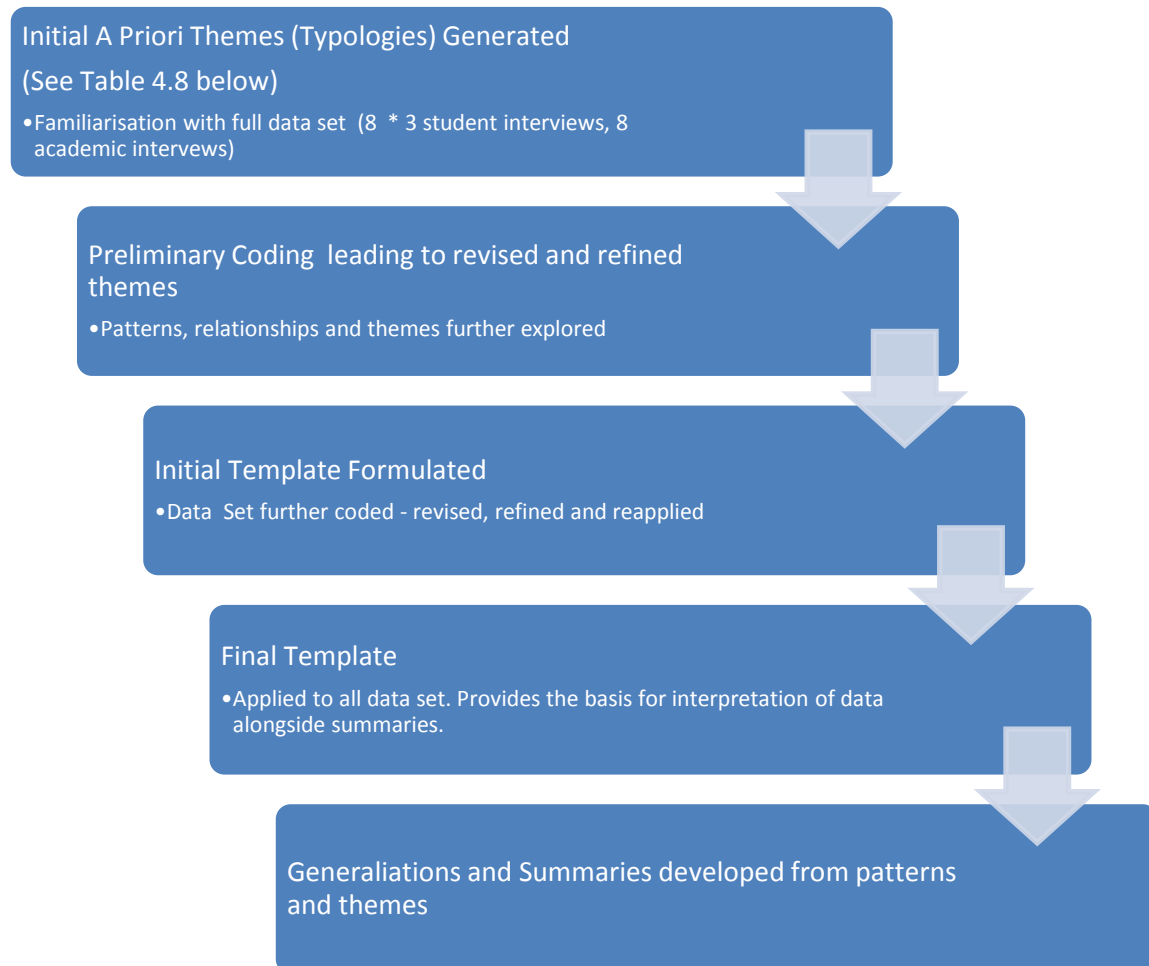 Initial A Priori Themes (Typologies) Generated
(See Table 4.8 below)
•Familiarisation with full data set  (8  * 3 student interviews, 8
academic intervews)
Preliminary Coding  leading to revised and refined
themes
•Patterns, relationships and themes further explored
Initial Template Formulated
•Data  Set further coded - revised, refined and reapplied
Final Template
•Applied to all data set. Provides the basis for interpretation of data
alongside summaries.
Generaliations and Summaries developed from patterns
and themes